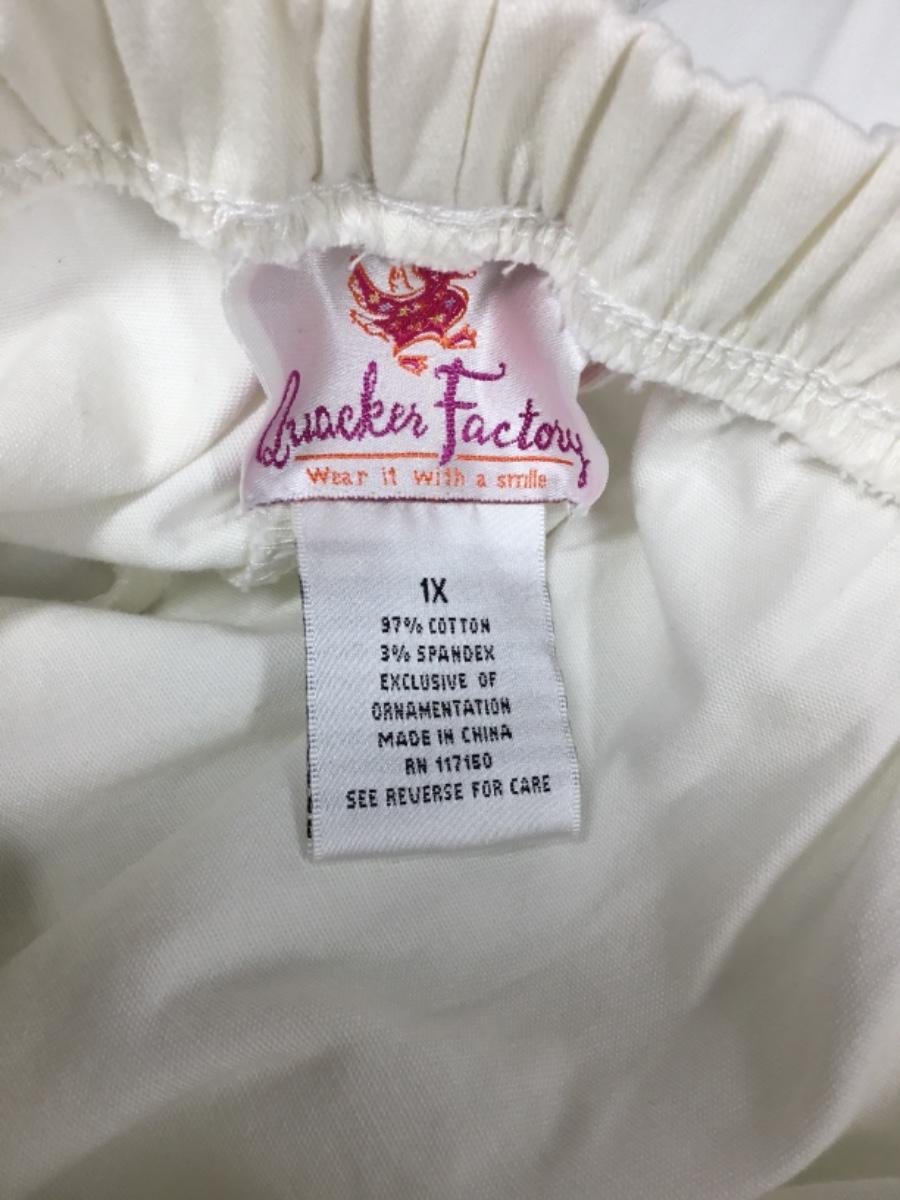 Quacker Factory
Wear it with a smile
1X
97% COTTON
3% SPANDEX
EXCLUSIVE OF
ORNAMENTATION
MADE IN CHINA
RN 117150
SEE REVERSE FOR CARE